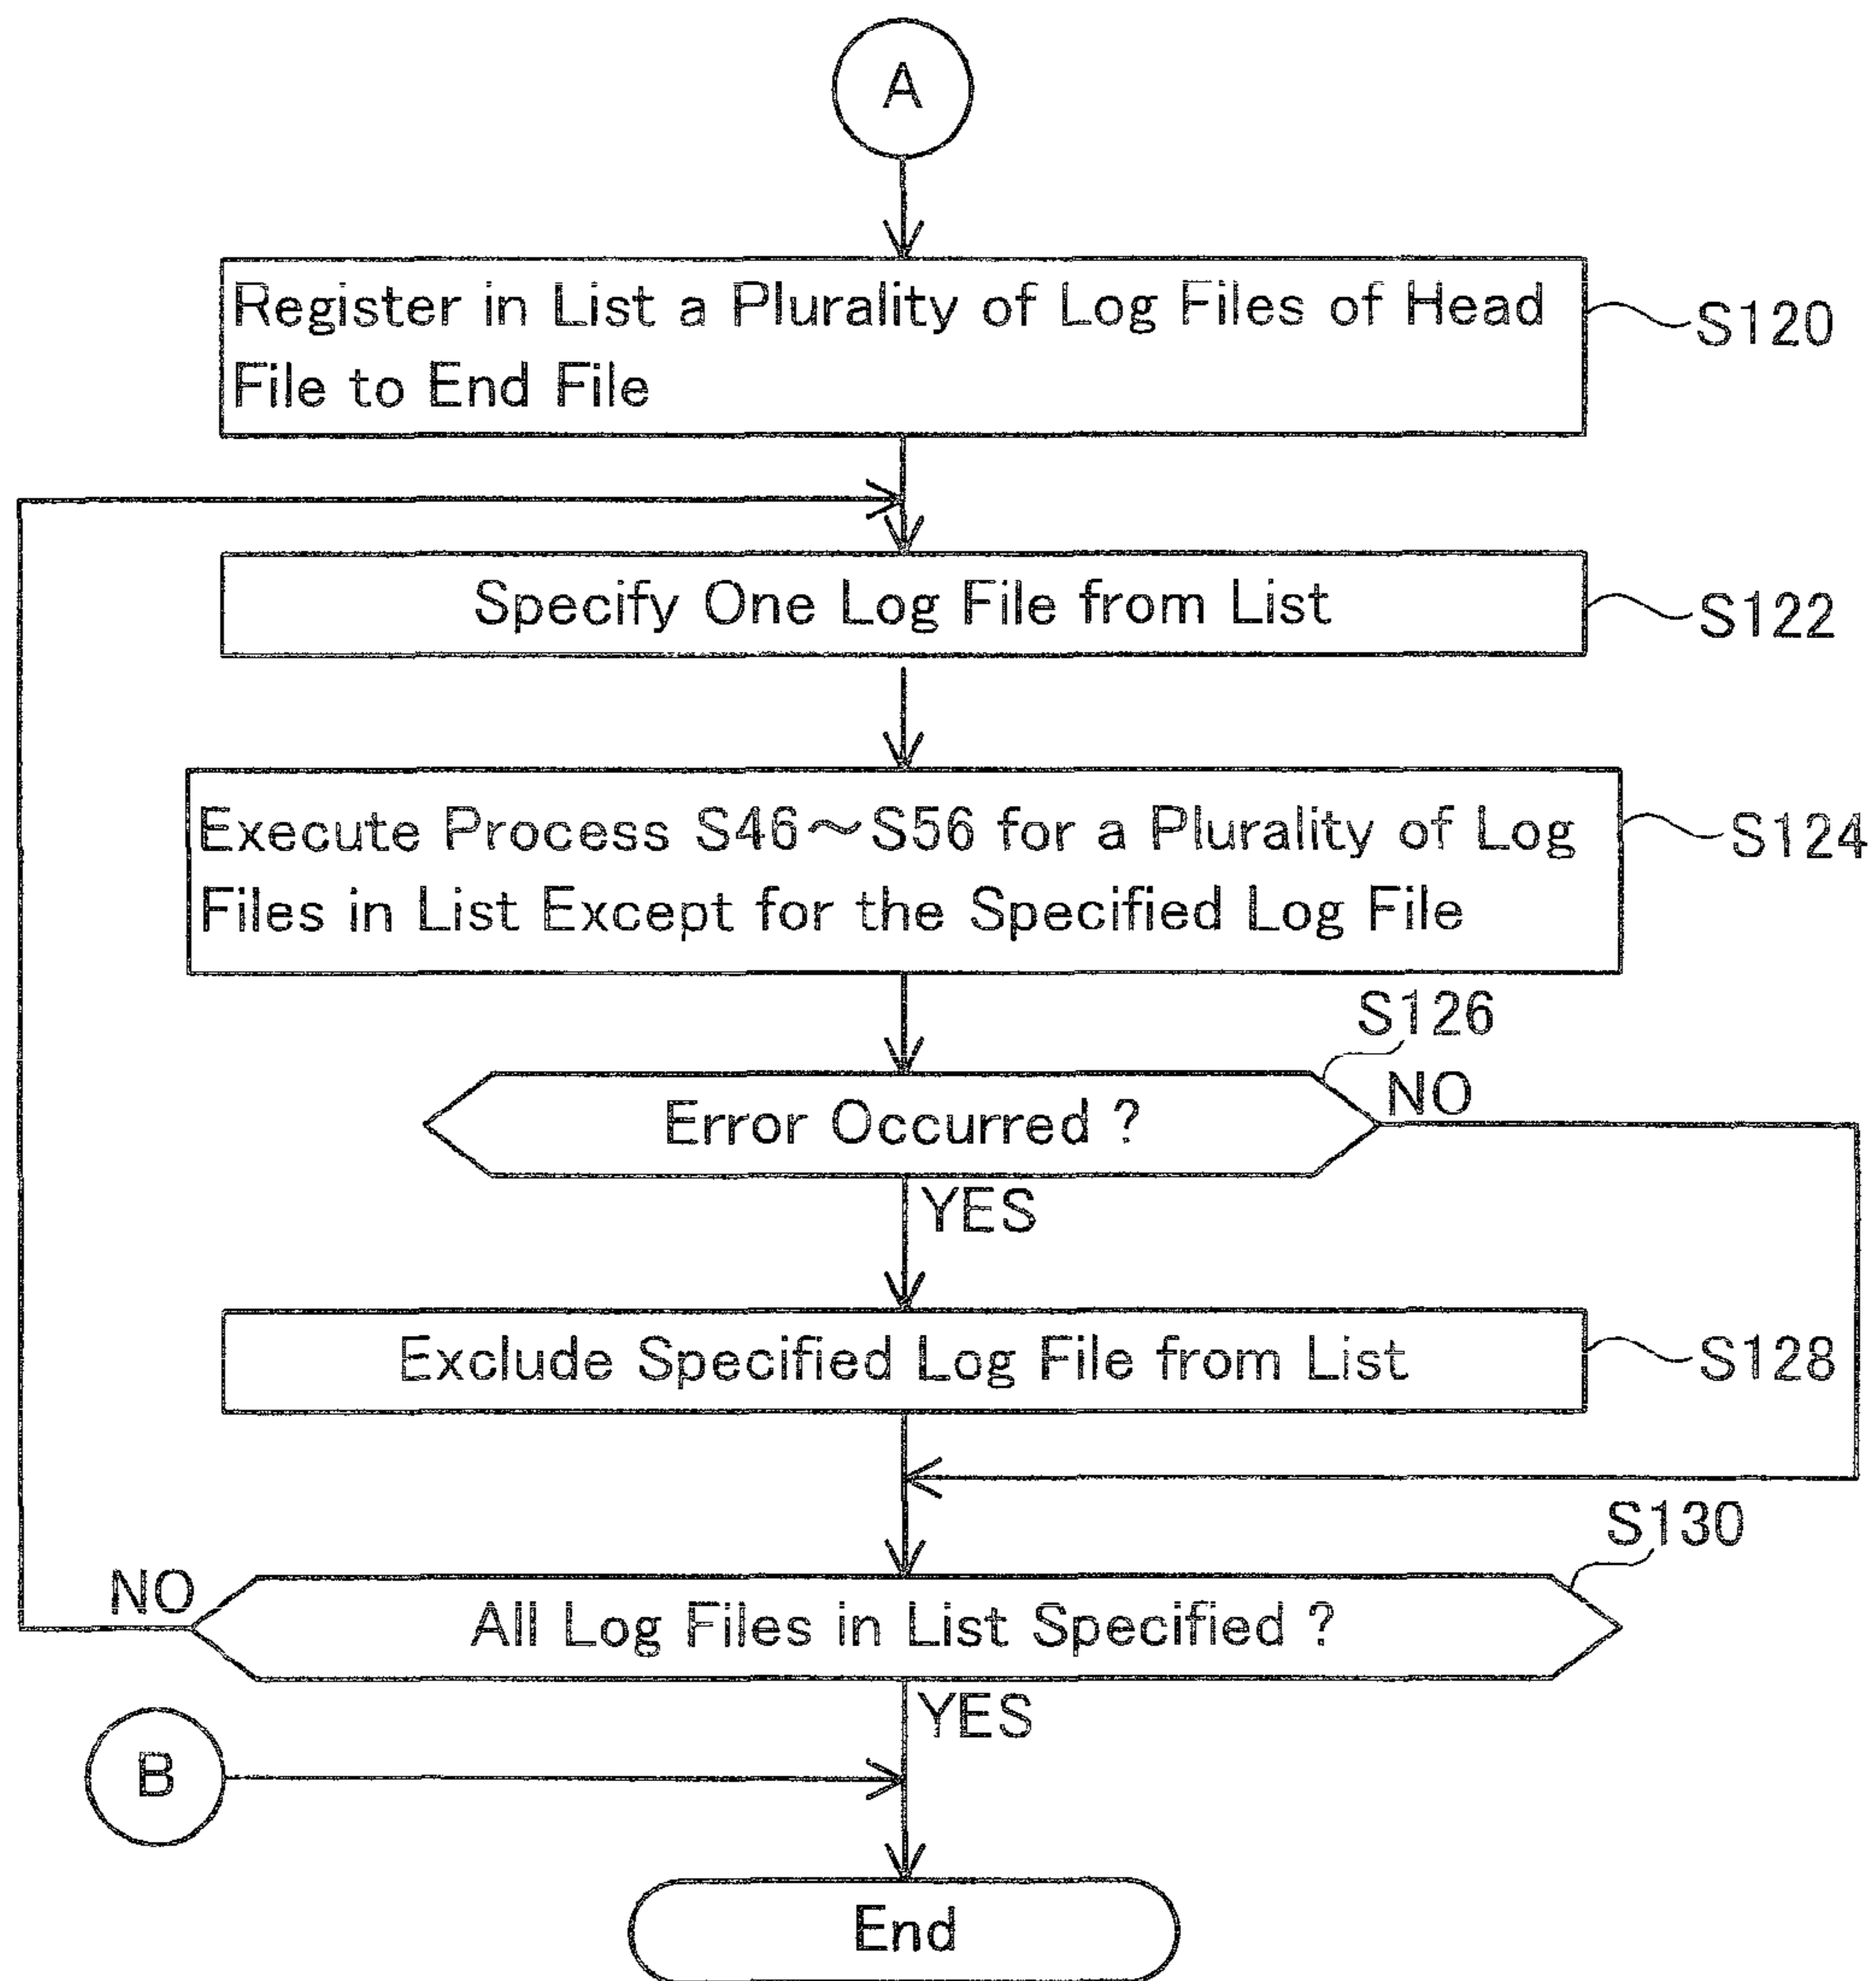 A
Register in List a Plurality of Log Files of Head
File to End File
S120
Specify One Log File from List
S122
Execute Process S46～S56 for a Plurality of Log
Files in List Except for the Specified Log File
S124
S126
Error Occurred ?
NO
YES
Exclude Specified Log File from List
S128
S130
NO
All Log Files in List Specified ?
YES
B
End